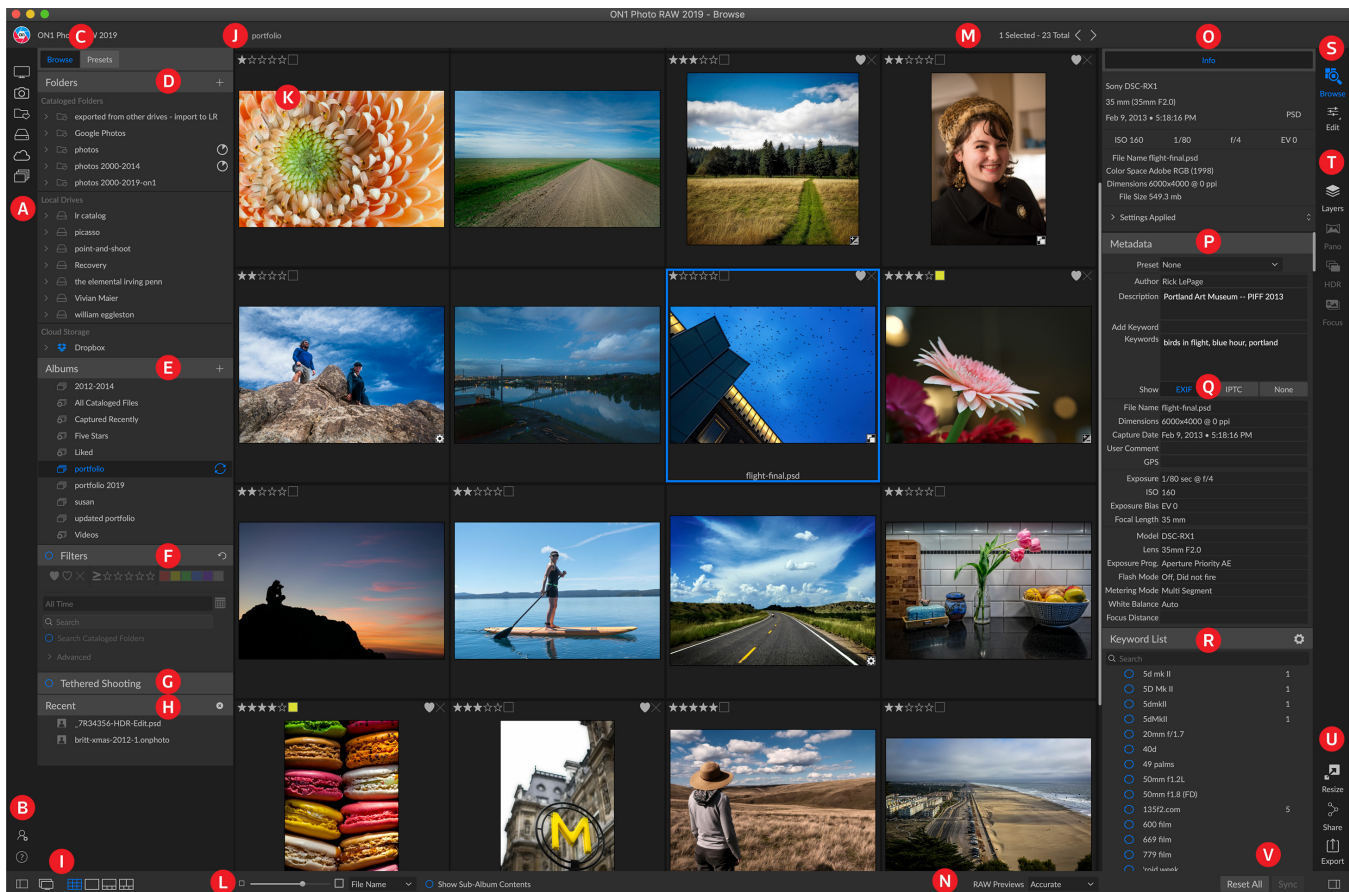 ON1 Photo RAW 2019 - Browse
ON1 Photo RAW 2019
C
J
portfolio
M
1 Selected - 23 Total
O
S
Browse
Presets
D
Folders
Cataloged Folders
exported from other drives - import to LR
Google Photos
photos
photos 2000-2014
photos 2000-2019-on1
A
Local Drives
lr catalog
picasso
point-and-shoot
Recovery
the elemental irving penn
Vivian Maier
william eggleston
Cloud Storage
Dropbox
Albums
E
2012-2014
All Cataloged Files
Captured Recently
Five Stars
Liked
portfolio
portfolio 2019
susan
updated portfolio
Videos
Filters
F
All Time
Search
Search Cataloged Folders
Advanced
Tethered Shooting
G
Recent
H
_7R34356-HDR-Edit.psd
britt-xmas-2012-1.onphoto
B
I
K
flight-final.psd
M
L
File Name
Show Sub-Album Contents
N
RAW Previews
Accurate
Info
Sony DSC-RX1
35 mm (35mm F2.0)
Feb 9, 2013 • 5:18:16 PM
PSD
ISO 160 1/80 f/4 EV 0
File Name flight-final.psd
Color Space Adobe RGB (1998)
Dimensions 6000x4000 @ 0 ppi
File Size 549.3 mb
Settings Applied
Metadata
P
Preset None
Author Rick LePage
Description Portland Art Museum -- PIFF 2013
Add Keyword
Keywords birds in flight, blue hour, portland
Show EXIF Q IPTC None
File Name flight-final.psd
Dimensions 6000x4000 @ 0 ppi
Capture Date Feb 9, 2013 • 5:18:16 PM
User Comment
GPS
Exposure 1/80 sec @ f/4
ISO 160
Exposure Bias EV 0
Focal Length 35 mm
Model DSC-RX1
Lens 35mm F2.0
Exposure Prog. Aperture Priority AE
Flash Mode Off, Did not fire
Metering Mode Multi Segment
White Balance Auto
Focus Distance
Keyword List
R
Search
5d mk II 1
5D Mk II 1
5dmkII 1
5dMkII 1
20mm f/1.7
40d
49 palms
50mm f1.2L
50mm f1.8 (FD)
135f2.com 5
600 film
669 film
779 film
V
Reset All
Sync
Browse
Edit
T
Layers
Pano
HDR
Focus
U
Resize
Share
Export